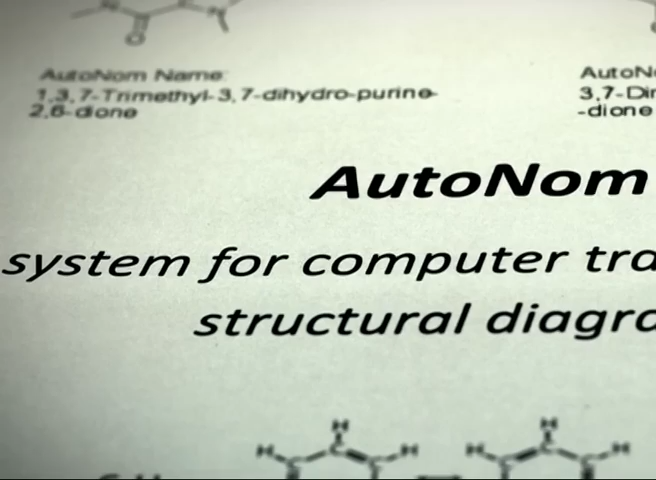 AutoNom Name:
1,3,7-Trimethyl-3,7-dihydro-purine-
2,6-dione
3,7-Di
-dione
AutoNom
system for computer tra
structural diagra
H
H H
H
H H